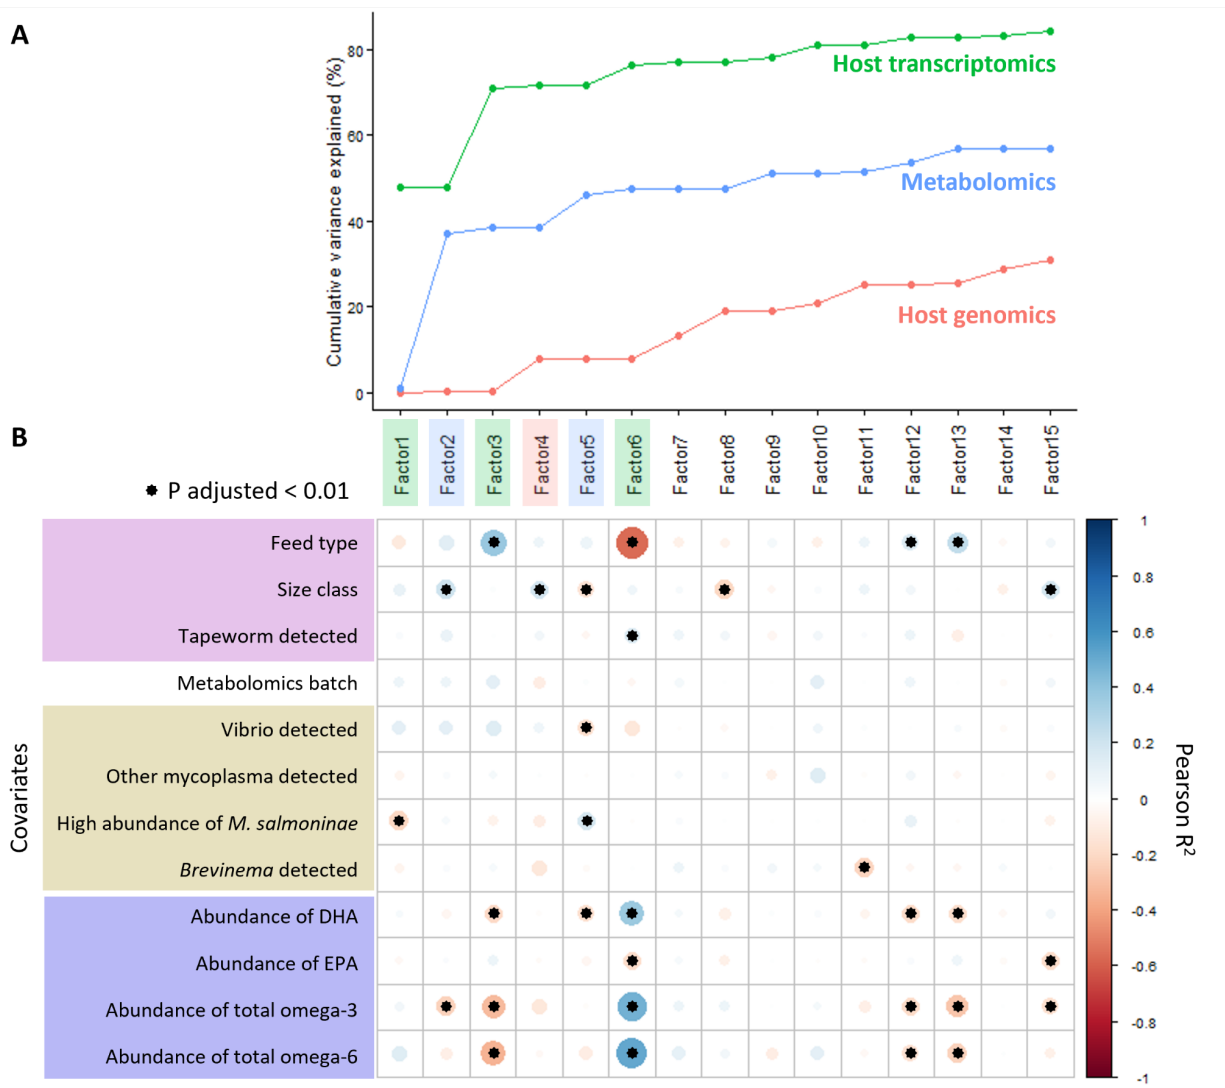 A
Cumulative variance explained (%)
80
60
40
20
0
Host transcriptomics
Metabolomics
Host genomics
B
Factor1
Factor2
Factor3
Factor4
Factor5
Factor6
Factor7
Factor8
Factor9
Factor10
Factor11
Factor12
Factor13
Factor14
Factor15
P adjusted < 0.01
Covariates
Feed type
Size class
Tapeworm detected
Metabolomics batch
Vibrio detected
Other mycoplasma detected
High abundance of M. salmoninae
Brevinema detected
Abundance of DHA
Abundance of EPA
Abundance of total omega-3
Abundance of total omega-6
1
0.8
0.6
0.4
0.2
0
-0.2
-0.4
-0.6
-0.8
-1
Pearson R²